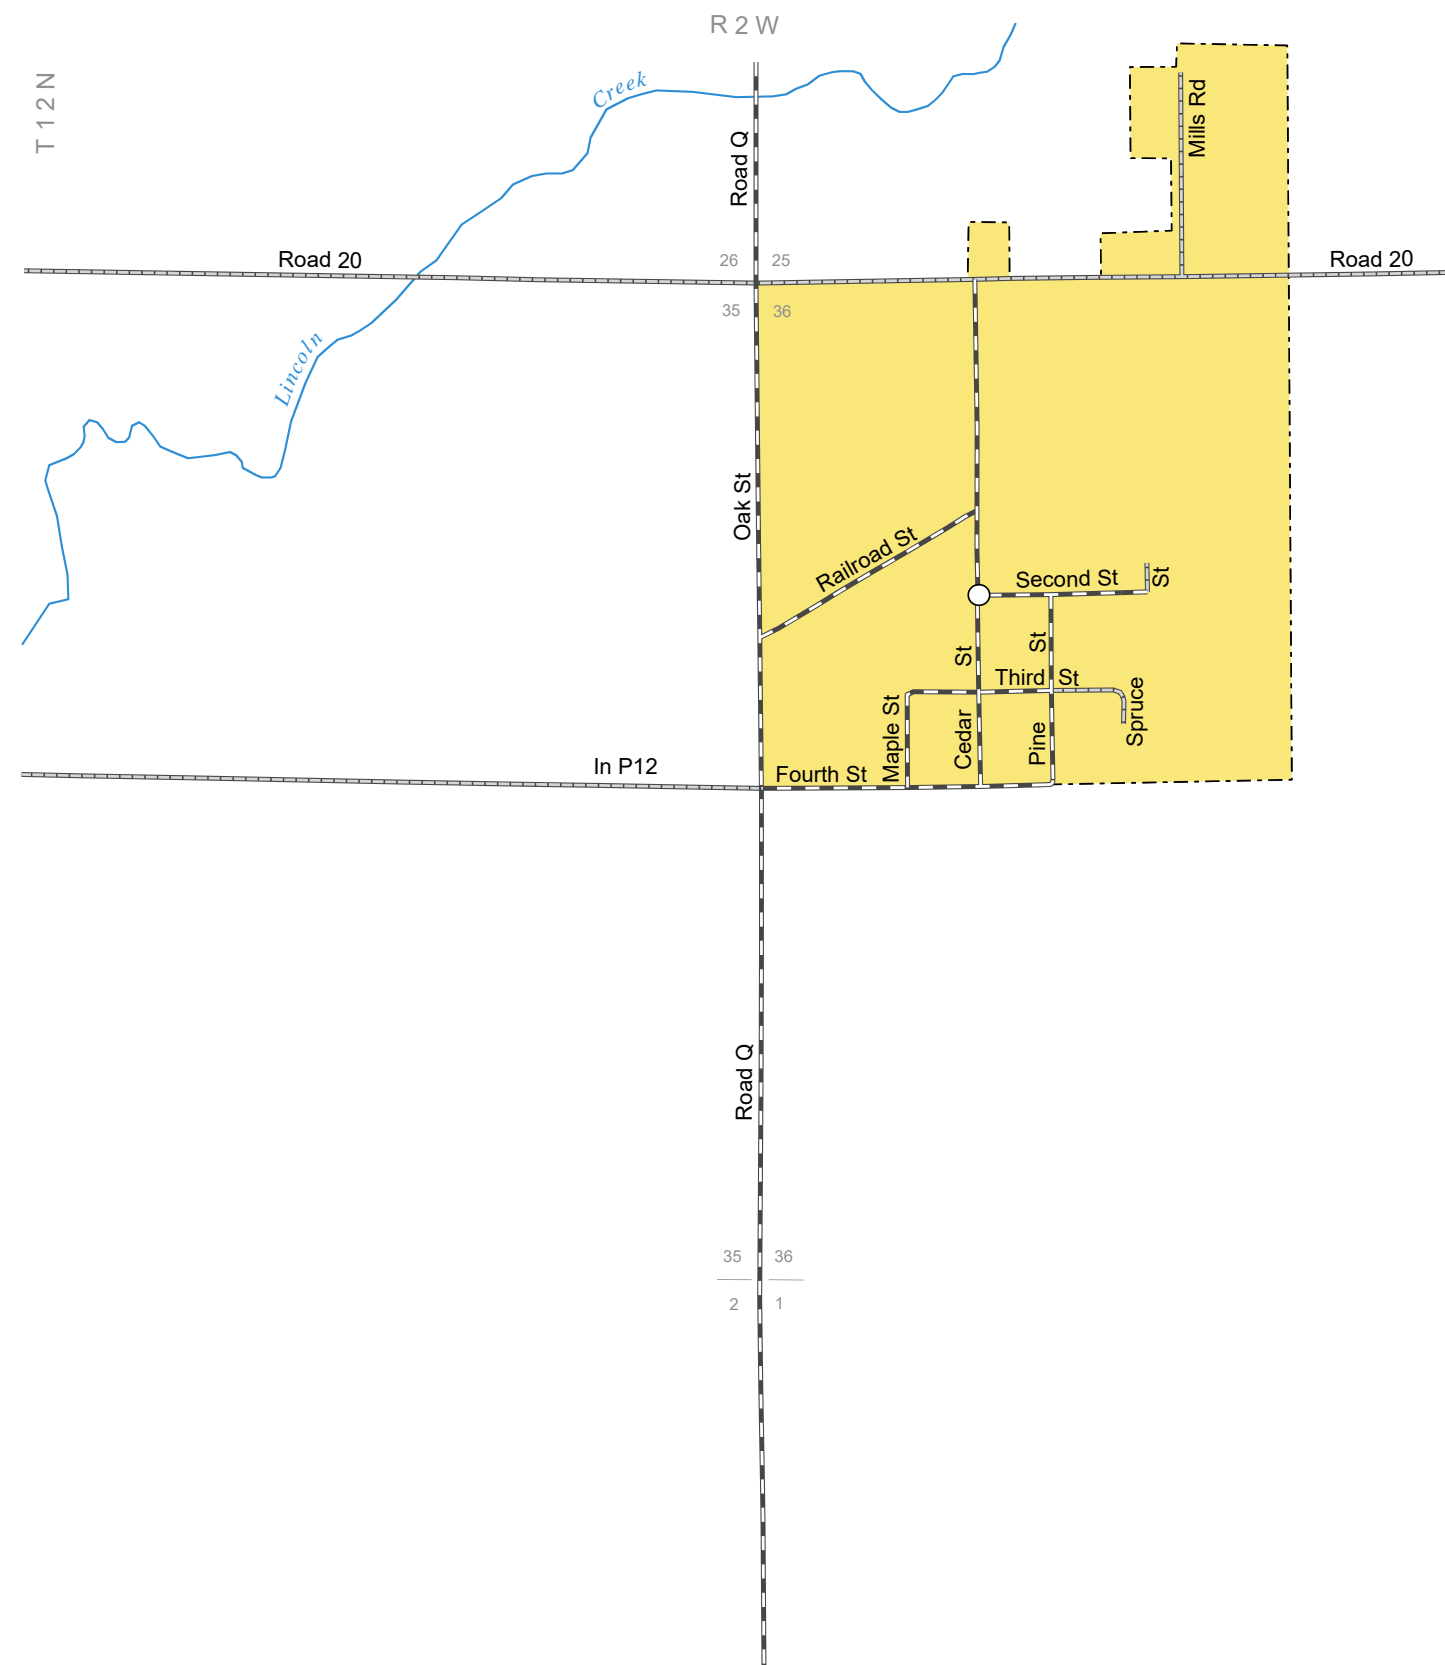 R 2 W
T 12 N
Creek
Mills Rd
Road Q
Road 20
26 25
Road 20
35 36
Lincoln
Oak St
Railroad St
Second St
St
St
St
Third St
Maple St
Cedar
Pine
Spruce
In P12
Fourth St
Road Q
35 36
2 1